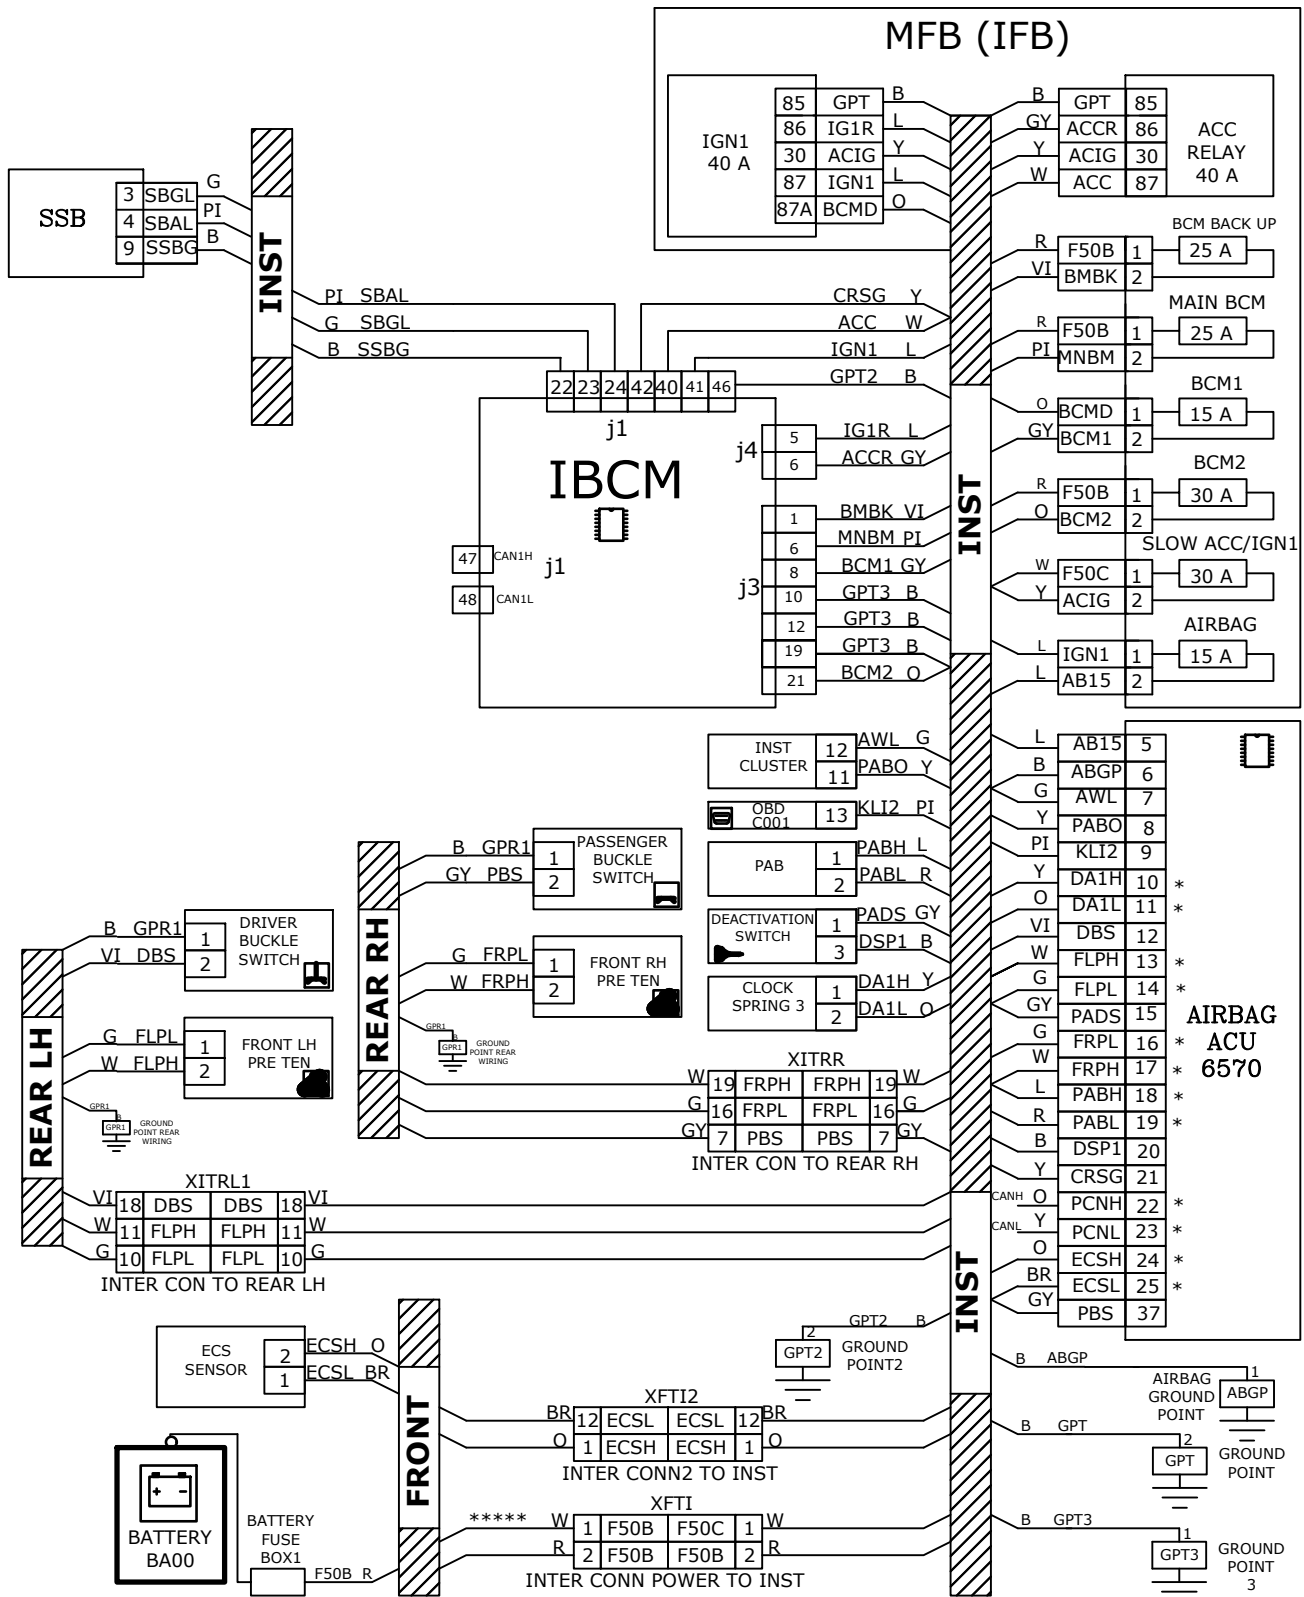 MFB (IFB)
IGN1
40 A
85 GPT B
86 IG1R L
30 ACIG Y
87 IGN1 L
87A BCMD O
B GPT 85
GY ACCR 86
Y ACIG 30
W ACC 87
ACC
RELAY
40 A
SSB
3 SBGL G
4 SBAL PI
9 SSBG B
INST
PI SBAL
G SBGL
B SSBG
CRSG Y
ACC W
IGN1 L
GPT2 B
22 23 24 42 40 41 46
j1
IBCM
j4
5 IG1R L
6 ACCR GY
j3
1 BMBK VI
6 MNBM PI
8 BCM1 GY
10 GPT3 B
12 GPT3 B
19 GPT3 B
21 BCM2 O
47 CAN1H
48 CAN1L
j1
INST
BCM BACK UP
R F50B 1 25 A
VI BMBK 2
MAIN BCM
R F50B 1 25 A
PI MNBM 2
BCM1
O BCMD 1 15 A
GY BCM1 2
BCM2
R F50B 1 30 A
O BCM2 2
SLOW ACC/IGN1
W F50C 1 30 A
Y ACIG 2
AIRBAG
L IGN1 1 15 A
L AB15 2
INST
CLUSTER
12 AWL G
11 PABO Y
OBD
C001
13 KLI2 PI
PAB
1 PABH L
2 PABL R
DEACTIVATION
SWITCH
1 PADS GY
3 DSP1 B
CLOCK
SPRING 3
1 DA1H Y
2 DA1L O
L AB15 5
B ABGP 6
G AWL 7
Y PABO 8
PI KLI2 9
Y DA1H 10 *
O DA1L 11 *
VI DBS 12
W FLPH 13 *
G FLPL 14 *
GY PADS 15
G FRPL 16 *
W FRPH 17 *
L PABH 18 *
R PABL 19 *
B DSP1 20
Y CRSG 21
CANH O PCNH 22 *
CANL Y PCNL 23 *
O ECSH 24 *
BR ECSL 25 *
GY PBS 37
AIRBAG
ACU
6570
REAR RH
B GPR1 1
GY PBS 2
PASSENGER
BUCKLE
SWITCH
G FRPL 1
W FRPH 2
FRONT RH
PRE TEN
GPR1
B
GPR1
GROUND
POINT REAR
WIRING
XITRR
W 19 FRPH FRPH 19 W
G 16 FRPL FRPL 16 G
GY 7 PBS PBS 7 GY
INTER CON TO REAR RH
REAR LH
B GPR1 1
VI DBS 2
DRIVER
BUCKLE
SWITCH
G FLPL 1
W FLPH 2
FRONT LH
PRE TEN
GPR1
B
GPR1
GROUND
POINT REAR
WIRING
XITRL1
VI 18 DBS DBS 18 VI
W 11 FLPH FLPH 11 W
G 10 FLPL FLPL 10 G
INTER CON TO REAR LH
INST
ECS
SENSOR
2 ECSH O
1 ECSL BR
FRONT
GPT2 B
2
GPT2
GROUND
POINT2
XFTI2
BR 12 ECSL ECSL 12 BR
O 1 ECSH ECSH 1 O
INTER CONN2 TO INST
XFTI
***** W 1 F50B F50C 1 W
R 2 F50B F50B 2 R
INTER CONN POWER TO INST
BATTERY
BA00
BATTERY
FUSE
BOX1
F50B R
B ABGP
1
ABGP
AIRBAG
GROUND
POINT
B GPT
2
GPT
GROUND
POINT
B GPT3
1
GPT3
GROUND
POINT
3